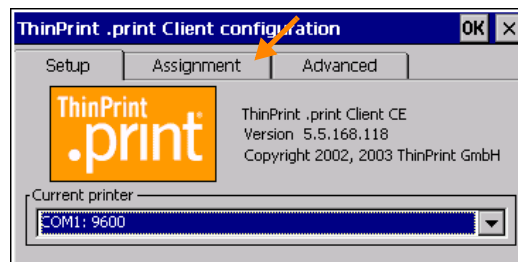 ThinPrint .print Client configuration OK ×
Setup Assignment Advanced
ThinPrint
.print
ThinPrint .print Client CE
Version 5.5.168.118
Copyright 2002, 2003 ThinPrint GmbH
Current printer
COM1: 9600